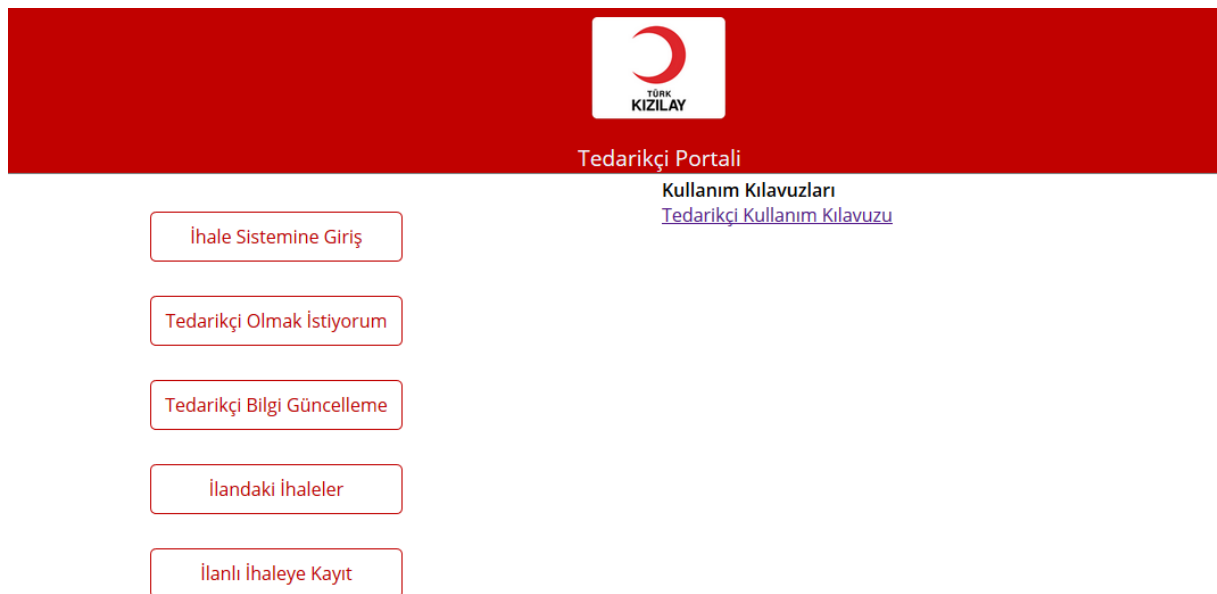 TÜRK
KIZILAY
Tedarikçi Portali
Kullanım Kılavuzları
Tedarikçi Kullanım Kılavuzu
İhale Sistemine Giriş
Tedarikçi Olmak İstiyorum
Tedarikçi Bilgi Güncelleme
İlandaki İhaleler
İlanlı İhaleye Kayıt